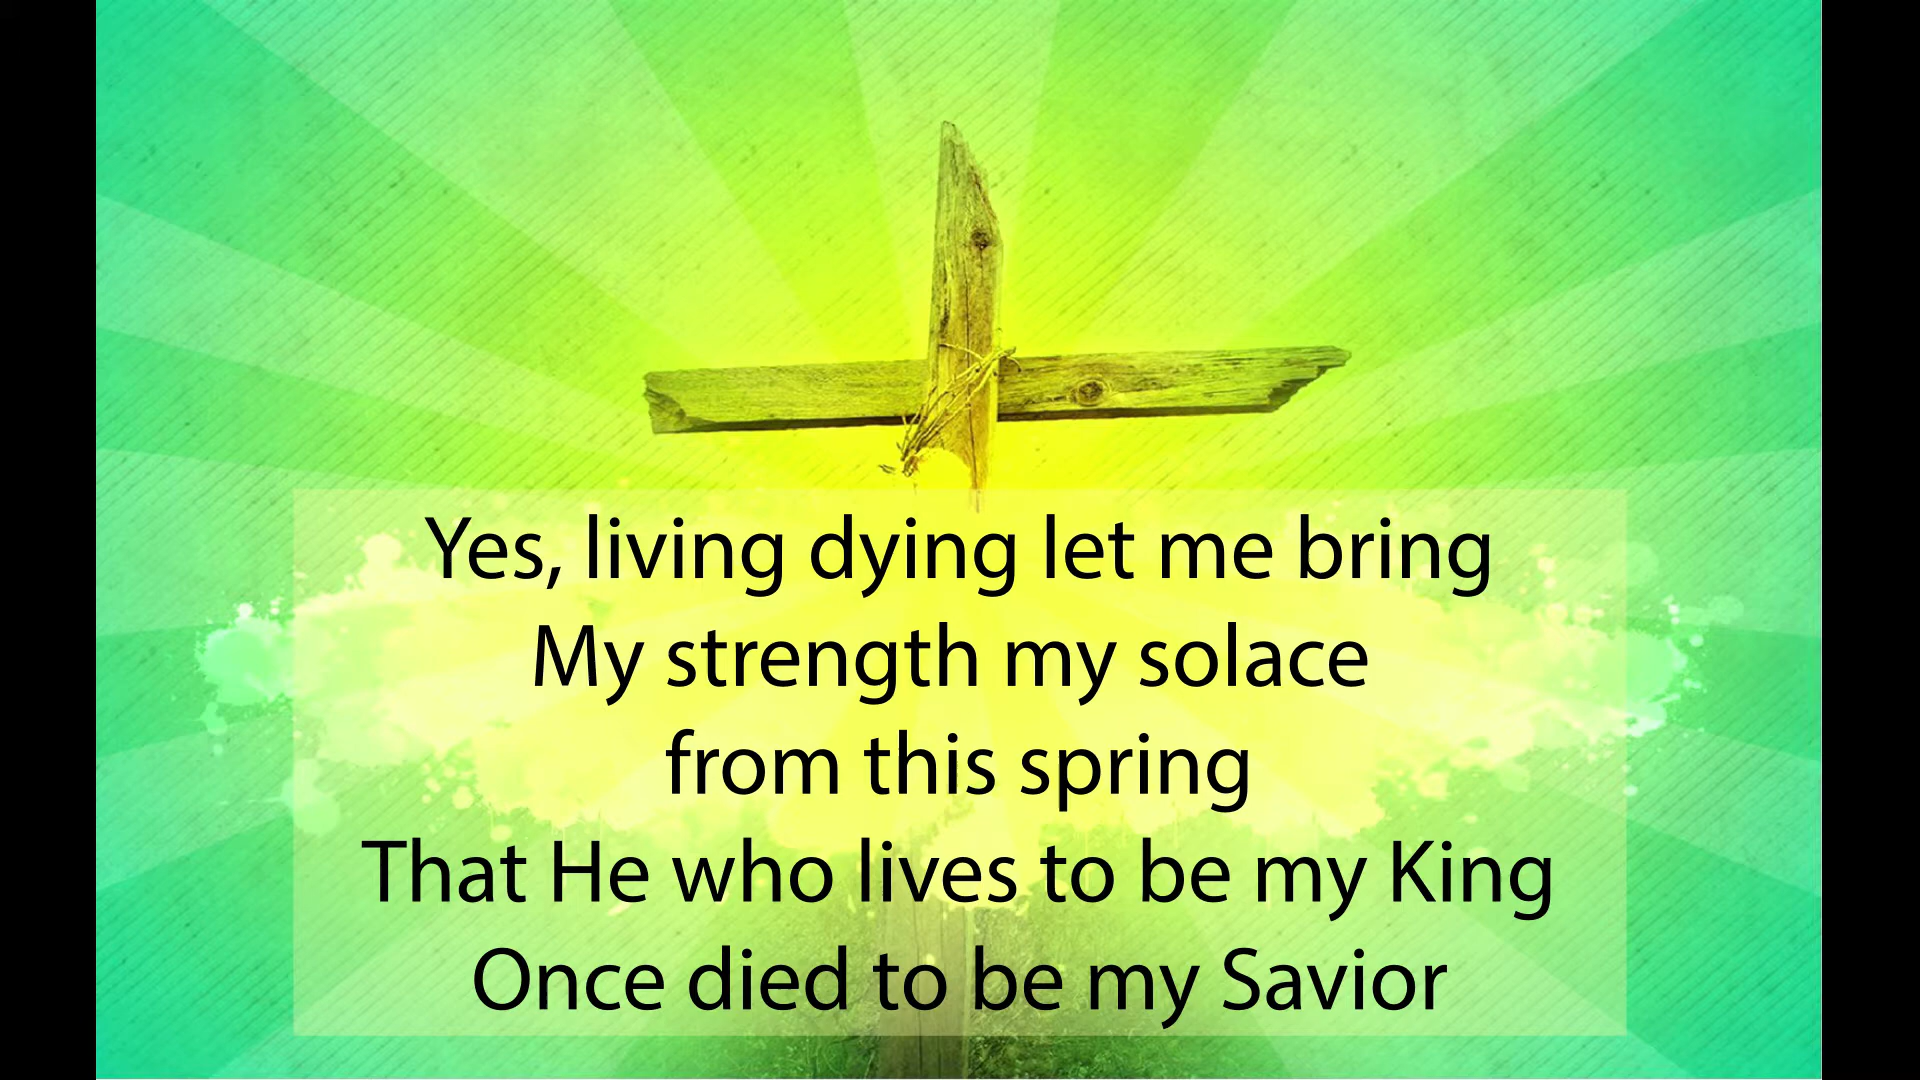 Yes, living dying let me bring
My strength my solace
from this spring
That He who lives to be my King
Once died to be my Savior